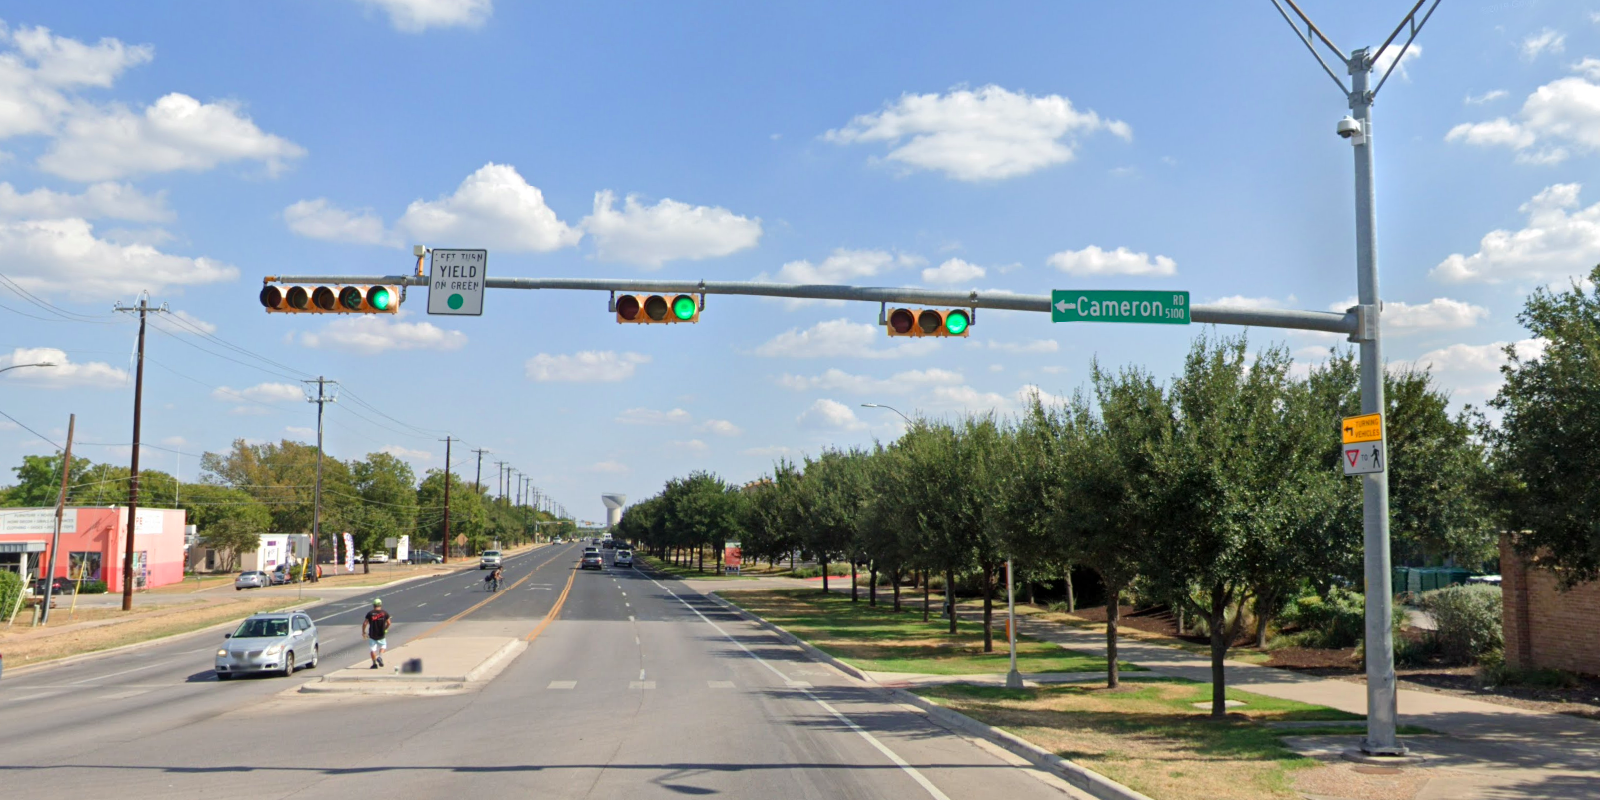 LEFT TURN
YIELD
ON GREEN
Cameron RD
5100
TURNING
VEHICLES
TO